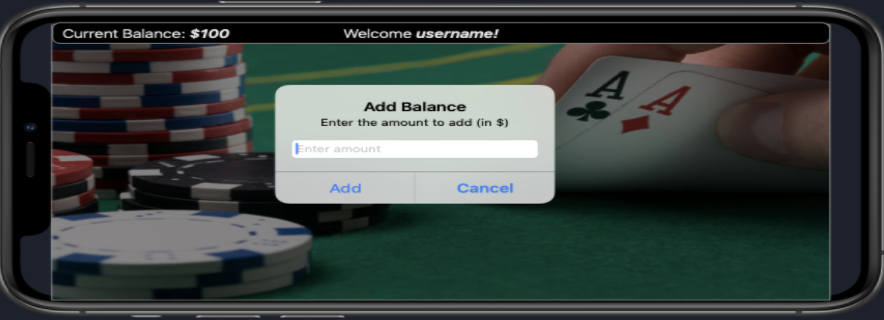 Current Balance: $100
Welcome username!
Add Balance
Enter the amount to add (in $)
Enter amount
Add
Cancel
A
A